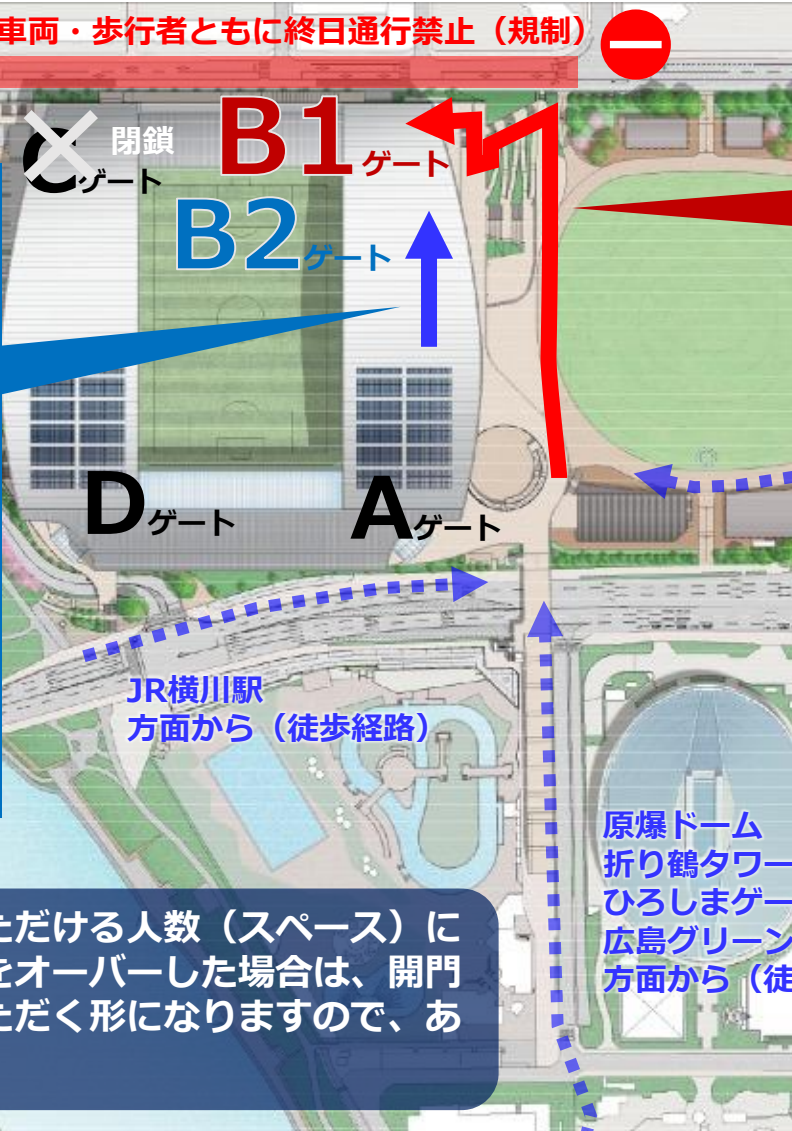 車両・歩行者ともに終日通行禁止（規制）
Cゲート
閉鎖
B1ゲート
B2ゲート
Dゲート
Aゲート
JR横川駅
方面から（徒歩経路）
原爆ドーム
折り鶴タワー
ひろしまゲー
広島グリーン
方面から（徒
ただける人数（スペース）に
をオーバーした場合は、開門
ただく形になりますので、あ